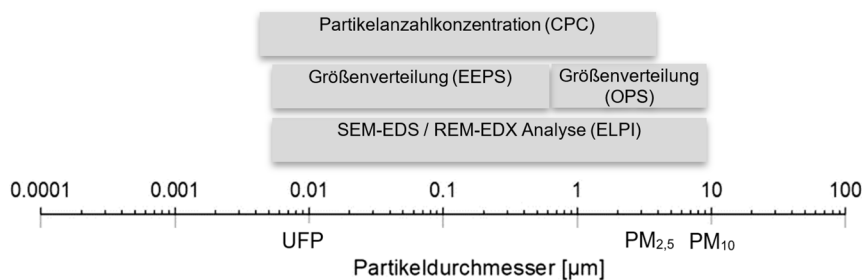 Partikelanzahlkonzentration (CPC)
Größenverteilung (EEPS)
Größenverteilung
(OPS)
SEM-EDS / REM-EDX Analyse (ELPI)
0.0001 0.001 0.01 0.1 1 10 100
UFP PM2,5 PM10
Partikeldurchmesser [µm]